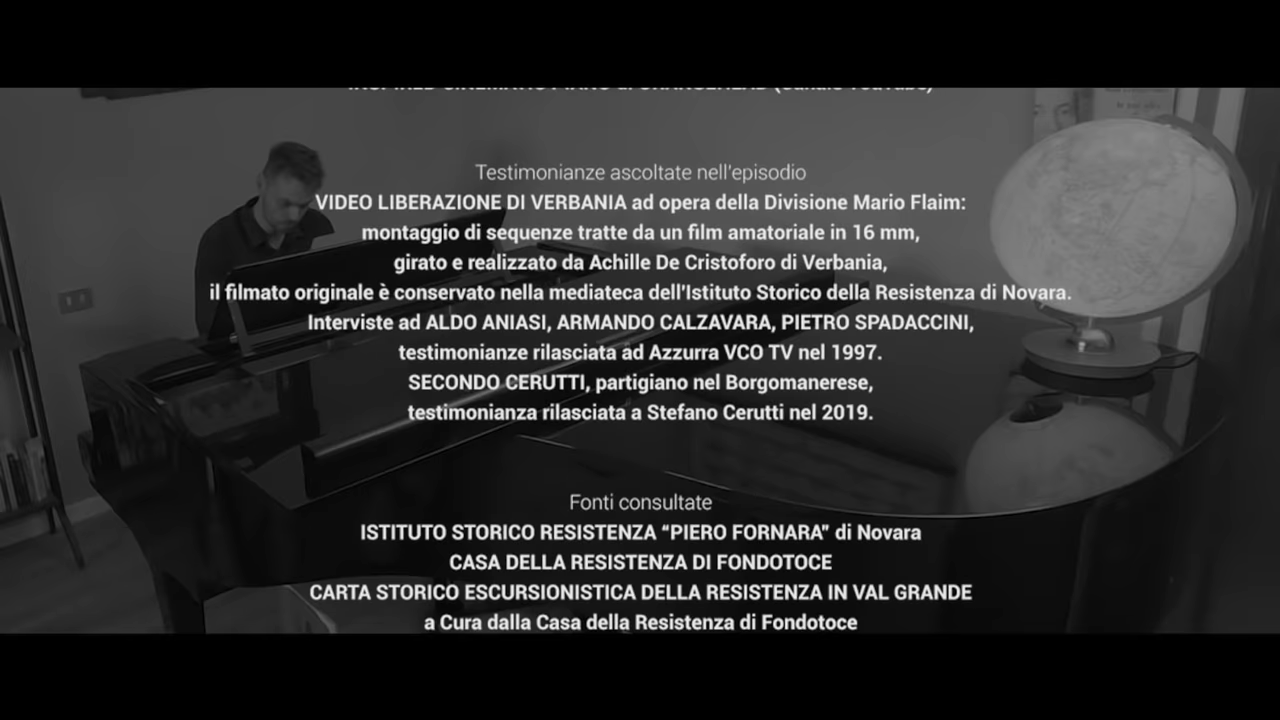 Testimonianze ascoltate nell'episodio
VIDEO LIBERAZIONE DI VERBANIA ad opera della Divisione Mario Flaim:
montaggio di sequenze tratte da un film amatoriale in 16 mm,
girato e realizzato da Achille De Cristoforo di Verbania,
il filmato originale è conservato nella mediateca dell'Istituto Storico della Resistenza di Novara.
Interviste ad ALDO ANIASI, ARMANDO CALZAVARA, PIETRO SPADACCINI,
testimonianze rilasciata ad Azzurra VCO TV nel 1997.
SECONDO CERUTTI, partigiano nel Borgomanerese,
testimonianza rilasciata a Stefano Cerutti nel 2019.
Fonti consultate
ISTITUTO STORICO RESISTENZA “PIERO FORNARA” di Novara
CASA DELLA RESISTENZA DI FONDOTOCE
CARTA STORICO ESCURSIONISTICA DELLA RESISTENZA IN VAL GRANDE
a Cura dalla Casa della Resistenza di Fondotoce